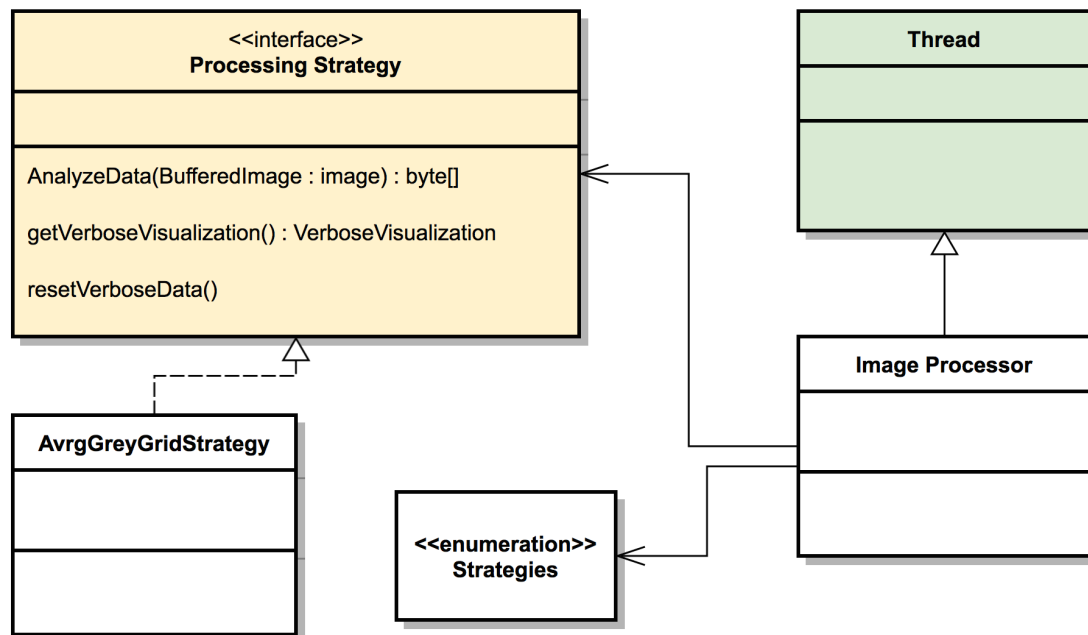 <<interface>>
Processing Strategy
AnalyzeData(BufferedImage : image) : byte[]
getVerboseVisualization() : VerboseVisualization
resetVerboseData()
Thread
Image Processor
AvrgGreyGridStrategy
<<enumeration>>
Strategies